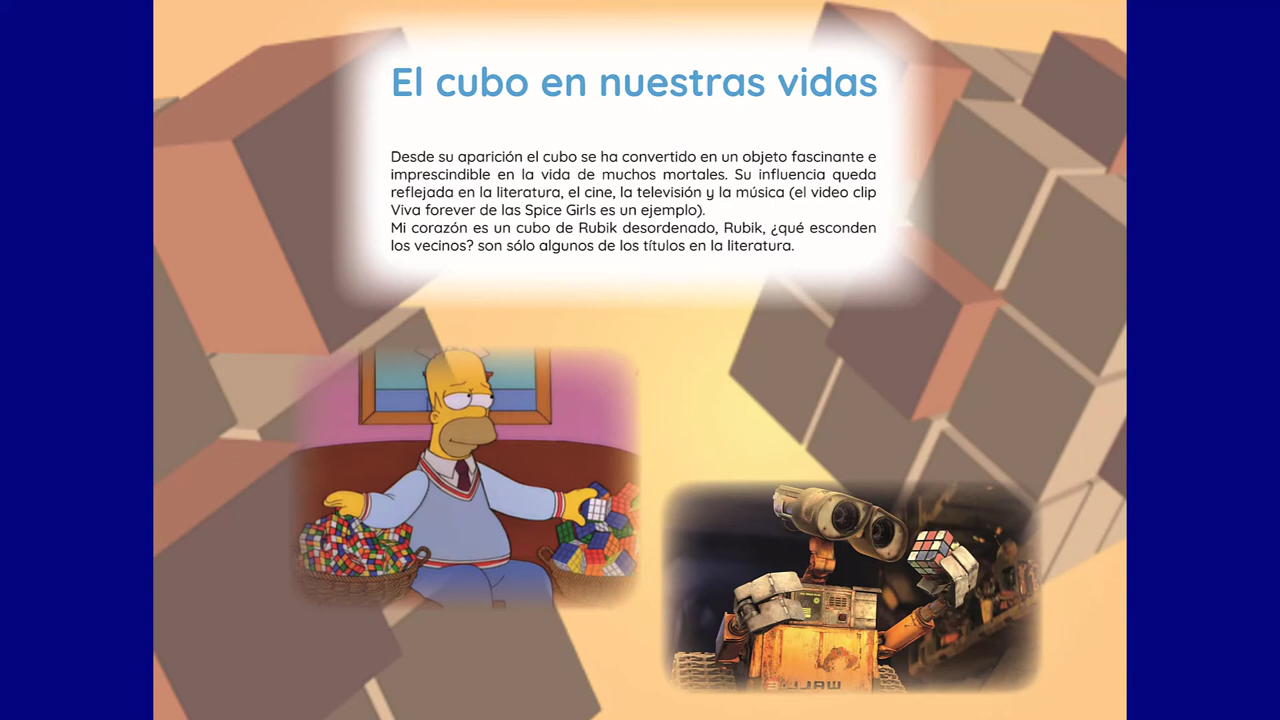 El cubo en nuestras vidas
Desde su aparición el cubo se ha convertido en un objeto fascinante e
imprescindible en la vida de muchos mortales. Su influencia queda
reflejada en la literatura, el cine, la televisión y la música (el video clip
Viva forever de las Spice Girls es un ejemplo).
Mi corazón es un cubo de Rubik desordenado, Rubik, ¿qué esconden
los vecinos? son sólo algunos de los títulos en la literatura.